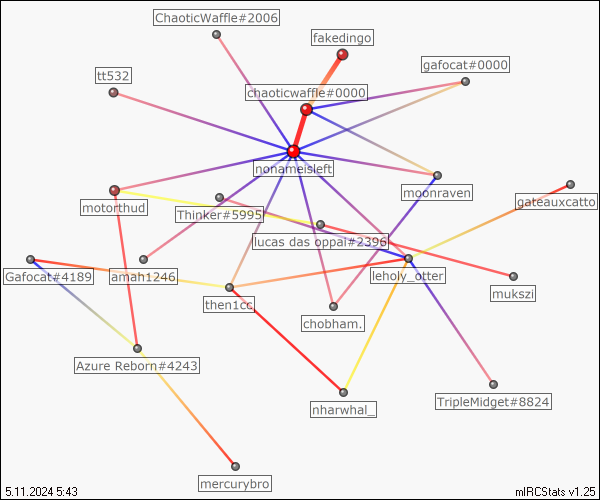 ChaoticWaffle#2006
fakedingo
gafocat#0000
tt532
chaoticwaffle#0000
nonameisleft
moonraven
gateauxcatto
motorthud
Thinker#5995
lucas das oppai#2396
Gafocat#4189
amah1246
leholy_otter
mukszi
then1cc
chobham.
Azure Reborn#4243
nharwhal_
TripleMidget#8824
mercurybro
5.11.2024 5:43
mIRCStats v1.25